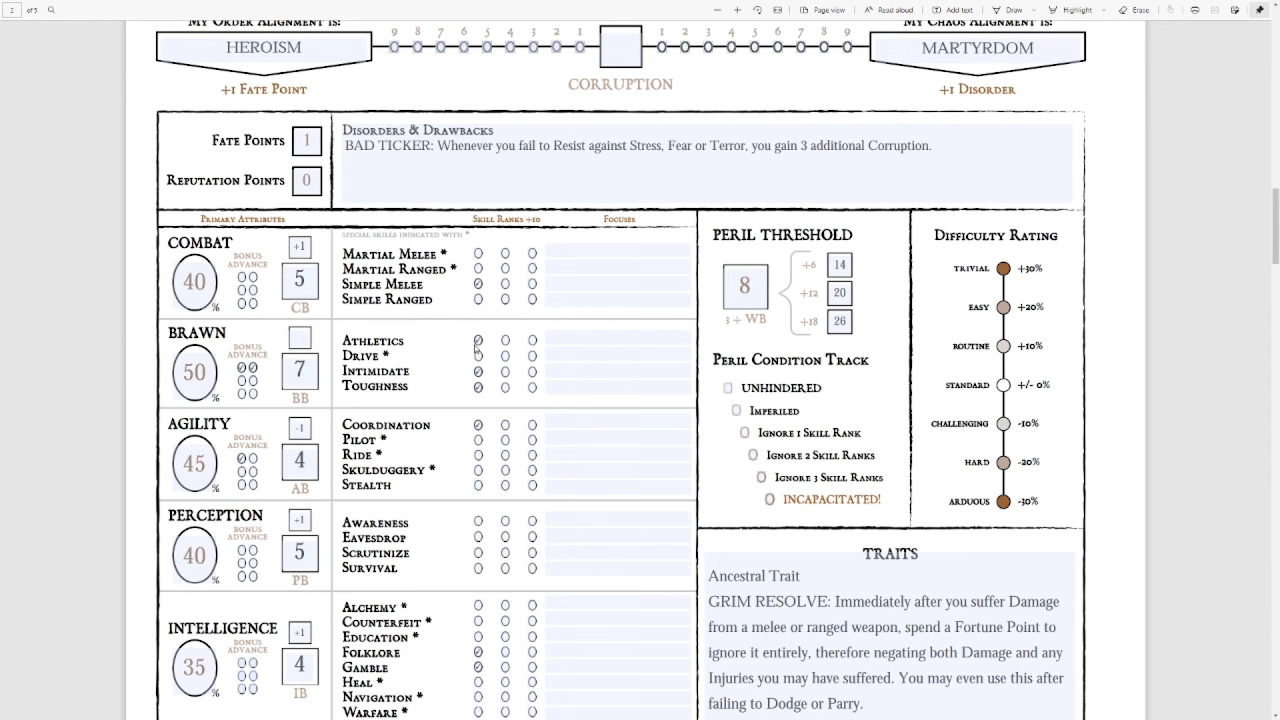 2 of 5 Page view Read aloud Add text Draw Highlight Erase
MY ORDER ALIGNMENT IS: MY CHAOS ALIGNMENT IS:
HEROISM 9 8 7 6 5 4 3 2 1 1 2 3 4 5 6 7 8 9 MARTYRDOM
+1 FATE POINT CORRUPTION +1 DISORDER
FATE POINTS 1
REPUTATION POINTS 0
DISORDERS & DRAWBACKS
BAD TICKER: Whenever you fail to Resist against Stress, Fear or Terror, you gain 3 additional Corruption.
PRIMARY ATTRIBUTES SKILL RANKS +10 FOCUSES
SPECIAL SKILLS INDICATED WITH *
COMBAT +1
BONUS
ADVANCE
40 % 5
CB
MARTIAL MELEE *
MARTIAL RANGED *
SIMPLE MELEE
SIMPLE RANGED
BRAWN
BONUS
ADVANCE
50 % 7
BB
ATHLETICS
DRIVE *
INTIMIDATE
TOUGHNESS
AGILITY -1
BONUS
ADVANCE
45 % 4
AB
COORDINATION
PILOT *
RIDE *
SKULDUGGERY *
STEALTH
PERCEPTION +1
BONUS
ADVANCE
40 % 5
PB
AWARENESS
EAVESDROP
SCRUTINIZE
SURVIVAL
INTELLIGENCE +1
BONUS
ADVANCE
35 % 4
IB
ALCHEMY *
COUNTERFEIT *
EDUCATION *
FOLKLORE
GAMBLE
HEAL *
NAVIGATION *
WARFARE *
PERIL THRESHOLD
8
3 + WB
+6 14
+12 20
+18 26
PERIL CONDITION TRACK
UNHINDERED
IMPERILED
IGNORE 1 SKILL RANK
IGNORE 2 SKILL RANKS
IGNORE 3 SKILL RANKS
INCAPACITATED!
DIFFICULTY RATING
TRIVIAL +30%
EASY +20%
ROUTINE +10%
STANDARD +/- 0%
CHALLENGING -10%
HARD -20%
ARDUOUS -30%
TRAITS
Ancestral Trait
GRIM RESOLVE: Immediately after you suffer Damage
from a melee or ranged weapon, spend a Fortune Point to
ignore it entirely, therefore negating both Damage and any
Injuries you may have suffered. You may even use this after
failing to Dodge or Parry.